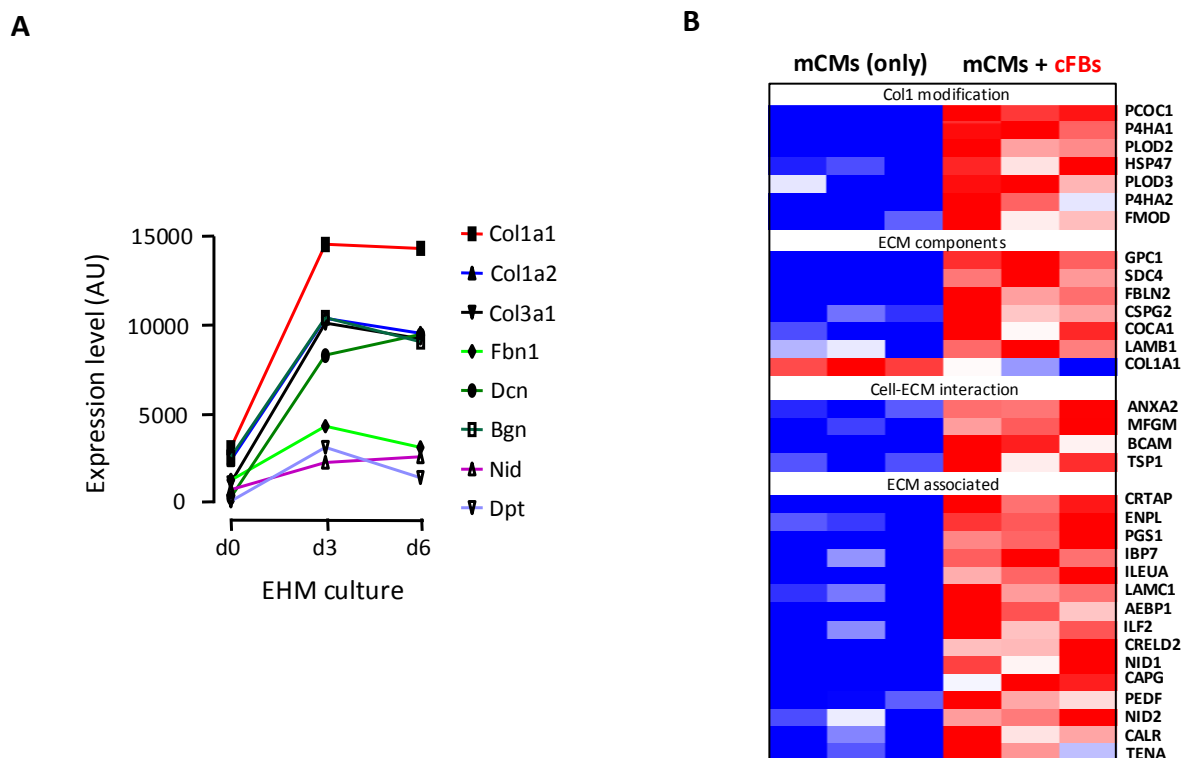 A
15000
10000
5000
0
Expression level (AU)
d0 d3 d6
EHM culture
Col1a1
Col1a2
Col3a1
Fbn1
Dcn
Bgn
Nid
Dpt
B
mCMs (only) mCMs + cFBs
Col1 modification
PCOC1
P4HA1
PLOD2
HSP47
PLOD3
P4HA2
FMOD
ECM components
GPC1
SDC4
FBLN2
CSPG2
COCA1
LAMB1
COL1A1
Cell-ECM interaction
ANXA2
MFGM
BCAM
TSP1
ECM associated
CRTAP
ENPL
PGS1
IBP7
ILEUA
LAMC1
AEBP1
ILF2
CRELD2
NID1
CAPG
PEDF
NID2
CALR
TENA